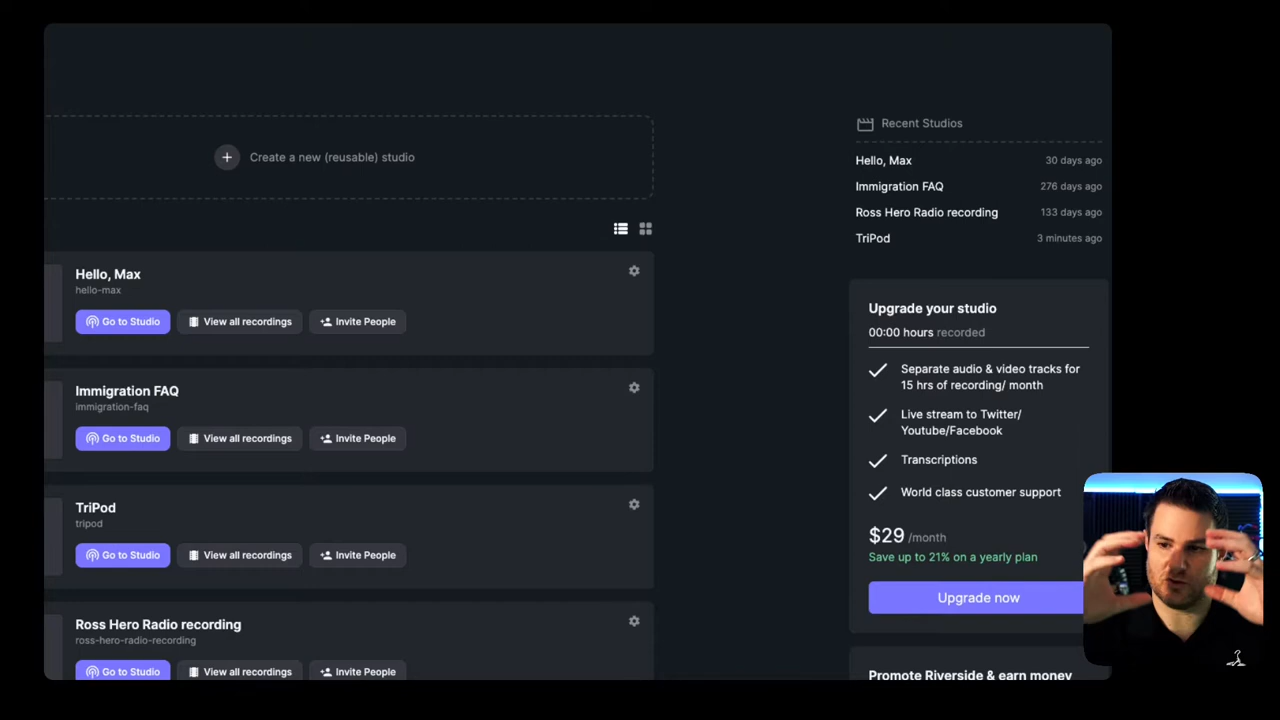 Create a new (reusable) studio
Hello, Max
hello-max
Go to Studio
View all recordings
Invite People
Immigration FAQ
immigration-faq
Go to Studio
View all recordings
Invite People
TriPod
tripod
Go to Studio
View all recordings
Invite People
Ross Hero Radio recording
ross-hero-radio-recording
Go to Studio
View all recordings
Invite People
Recent Studios
Hello, Max 30 days ago
Immigration FAQ 276 days ago
Ross Hero Radio recording 133 days ago
TriPod 3 minutes ago
Upgrade your studio
00:00 hours recorded
Separate audio & video tracks for
15 hrs of recording/ month
Live stream to Twitter/
Youtube/Facebook
Transcriptions
World class customer support
$29 /month
Save up to 21% on a yearly plan
Upgrade now
Promote Riverside & earn money